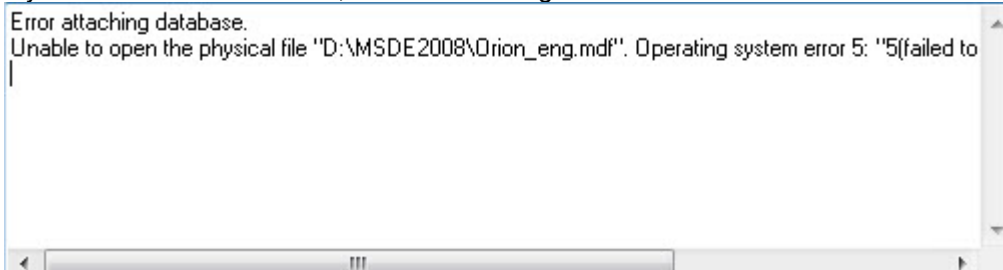 Error attaching database.
Unable to open the physical file "D:\MSDE2008\Orion_eng.mdf". Operating system error 5: "5(failed to